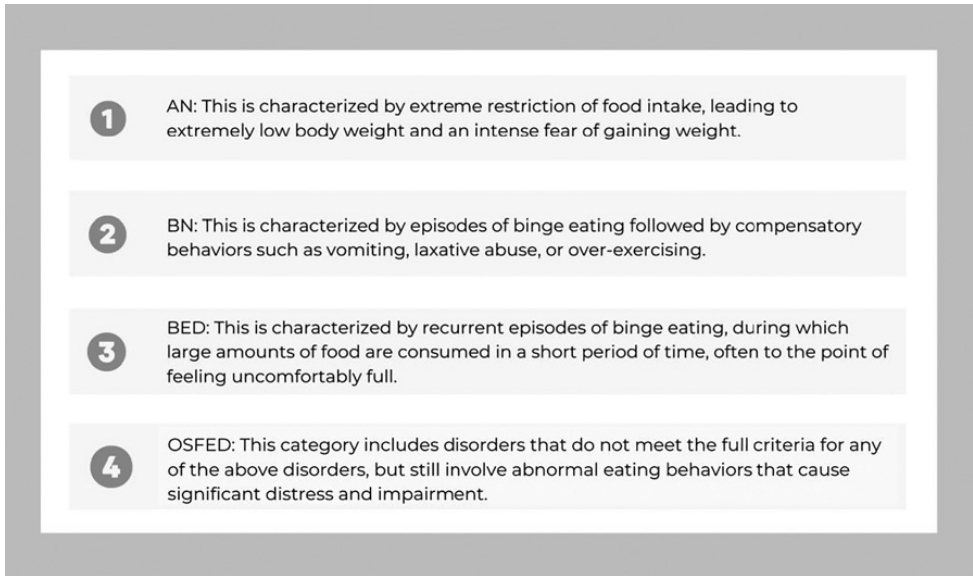 1
AN: This is characterized by extreme restriction of food intake, leading to
extremely low body weight and an intense fear of gaining weight.
2
BN: This is characterized by episodes of binge eating followed by compensatory
behaviors such as vomiting, laxative abuse, or over-exercising.
3
BED: This is characterized by recurrent episodes of binge eating, during which
large amounts of food are consumed in a short period of time, often to the point of
feeling uncomfortably full.
4
OSFED: This category includes disorders that do not meet the full criteria for any
of the above disorders, but still involve abnormal eating behaviors that cause
significant distress and impairment.